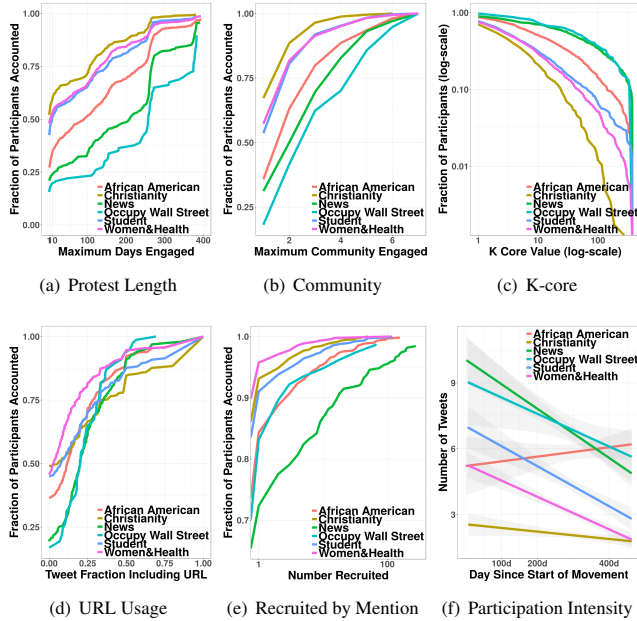 Fraction of Participants Accounted
1.00
0.75
0.50
0.25
0.00
African American
Christianity
News
Occupy Wall Street
Student
Women&Health
10 100 200 300 400
Maximum Days Engaged
(a) Protest Length
Fraction of Participants Accounted
1.00
0.75
0.50
0.25
African American
Christianity
News
Occupy Wall Street
Student
Women&Health
2 4 6
Maximum Community Engaged
(b) Community
Fraction of Participants (log-scale)
1.00
0.10
0.01
African American
Christianity
News
Occupy Wall Street
Student
Women&Health
1 10 100
K Core Value (log-scale)
(c) K-core
Fraction of Participants Accounted
1.00
0.75
0.50
0.25
African American
Christianity
News
Occupy Wall Street
Student
Women&Health
0.00 0.25 0.50 0.75 1.00
Tweet Fraction Including URL
(d) URL Usage
Fraction of Participants Accounted
1.0
0.9
0.8
0.7
African American
Christianity
News
Occupy Wall Street
Student
Women&Health
1 100
Number Recruited
(e) Recruited by Mention
Number of Tweets
African American
Christianity
News
Occupy Wall Street
Student
Women&Health
9
6
3
100d 200d 400d
Day Since Start of Movement
(f) Participation Intensity